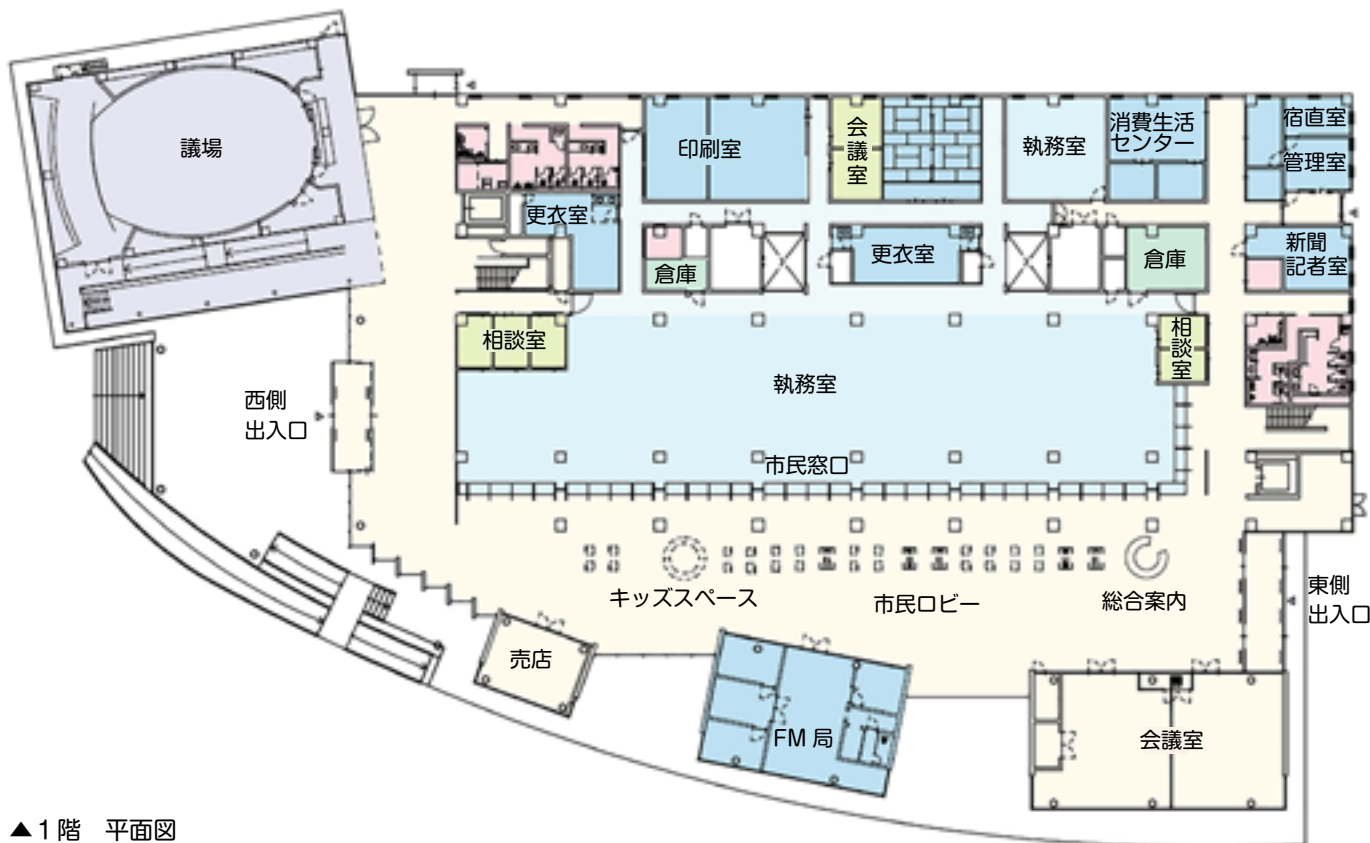 議場
印刷室
会議室
執務室
消費生活
センター
宿直室
管理室
更衣室
倉庫
更衣室
倉庫
新聞
記者室
相談室
相談室
執務室
西側
出入口
市民窓口
キッズスペース
市民ロビー
総合案内
東側
出入口
売店
FM 局
会議室
▲1階 平面図